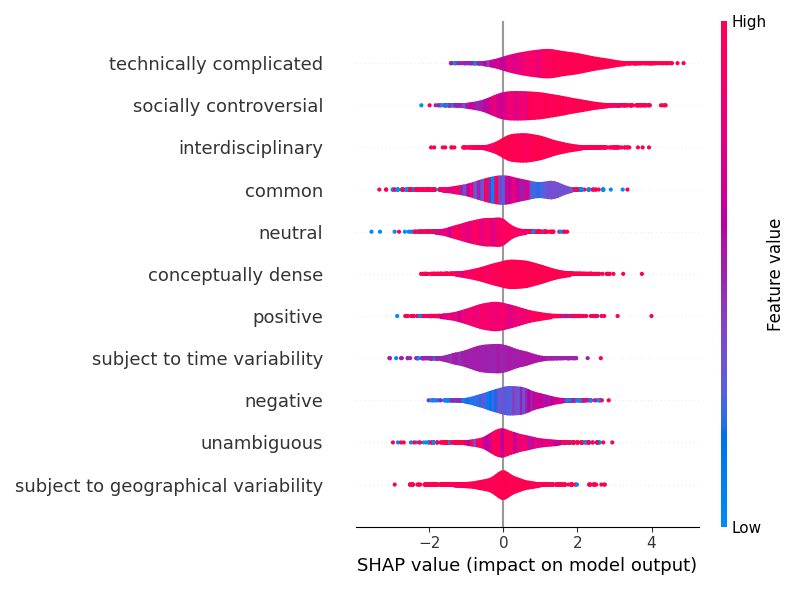 High
technically complicated
socially controversial
interdisciplinary
common
neutral
conceptually dense
positive
subject to time variability
negative
unambiguous
subject to geographical variability
Feature value
Low
−2 0 2 4
SHAP value (impact on model output)